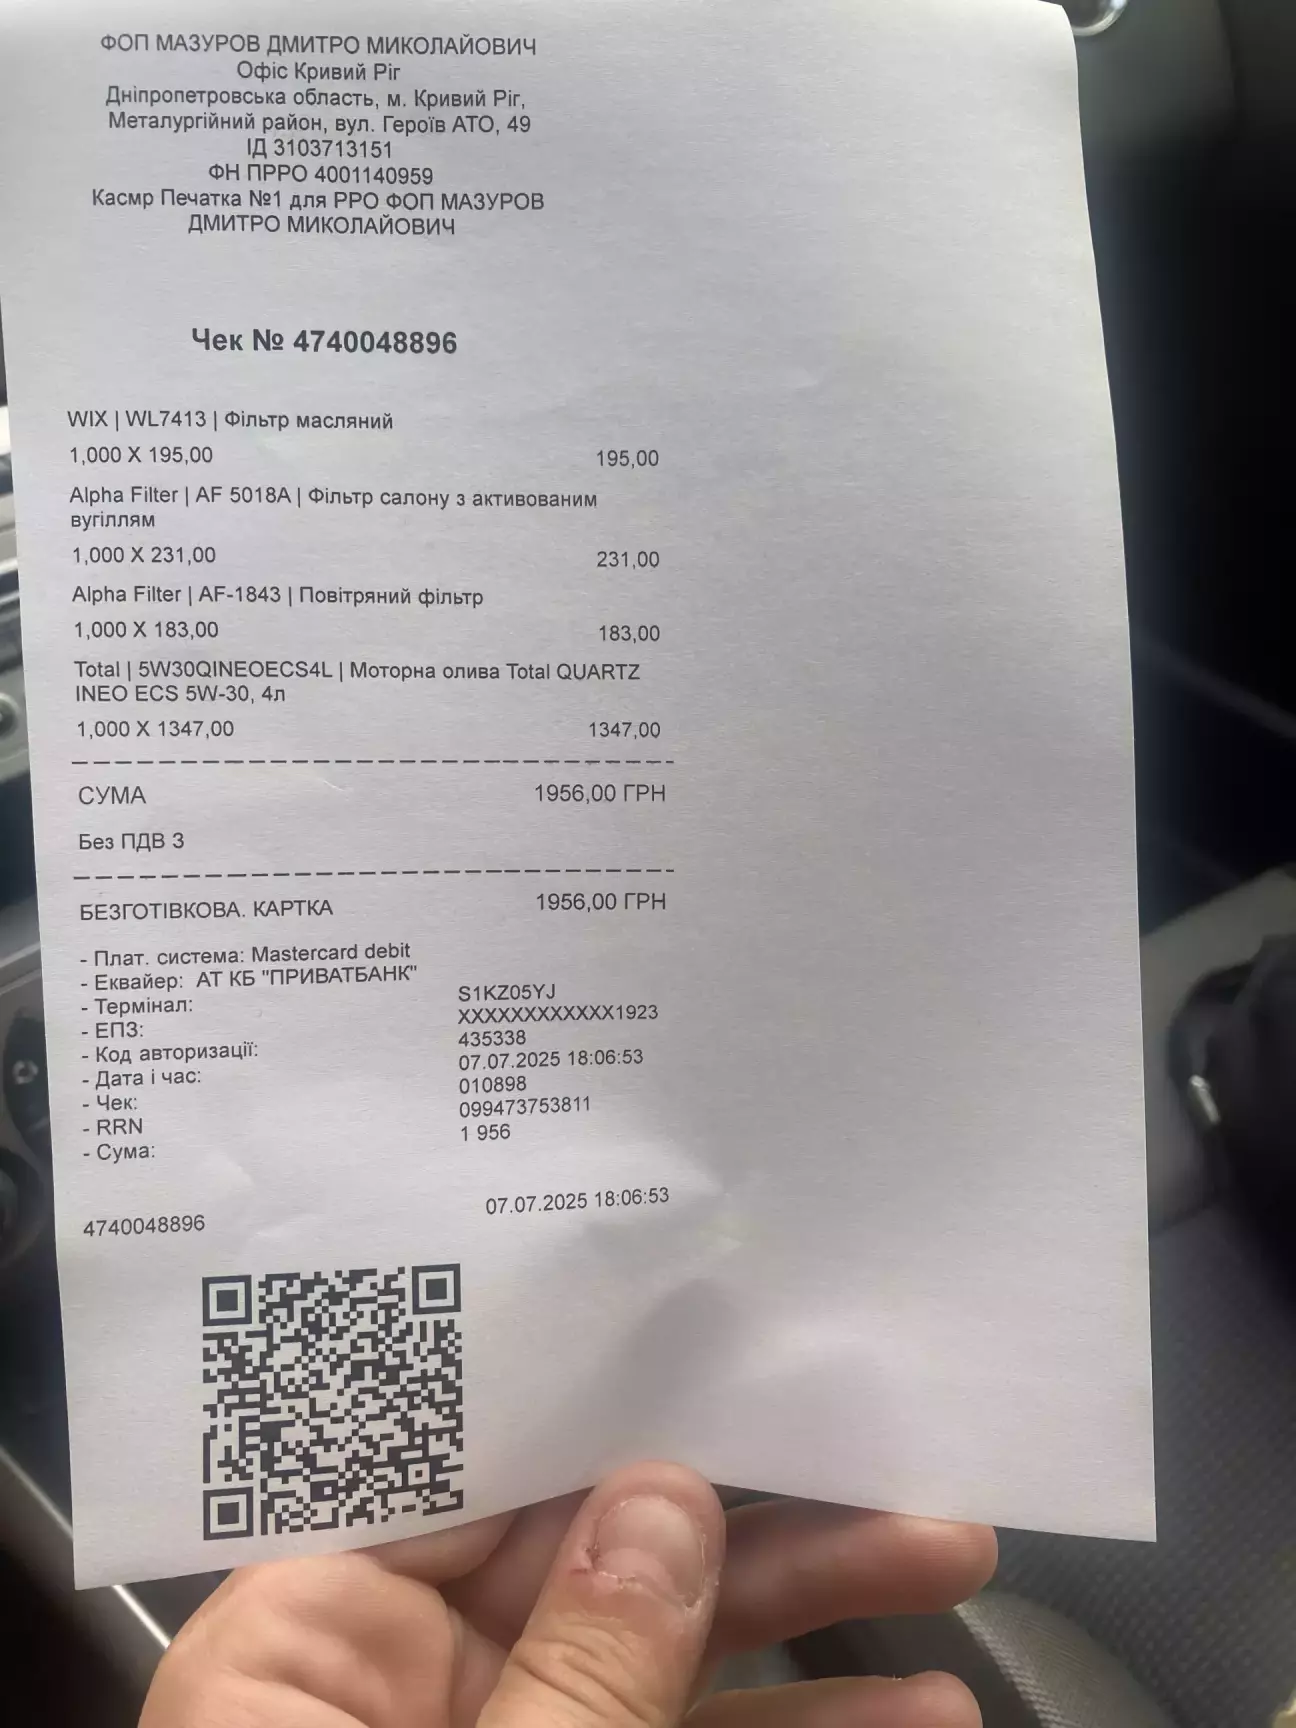 ФОП МАЗУРОВ ДМИТРО МИКОЛАЙОВИЧ
Офіс Кривий Ріг
Дніпропетровська область, м. Кривий Ріг,
Металургійний район, вул. Героїв АТО, 49
ІД 3103713151
ФН ПРРО 4001140959
Касмр Печатка №1 для РРО ФОП МАЗУРОВ
ДМИТРО МИКОЛАЙОВИЧ
Чек № 4740048896
WIX | WL7413 | Фільтр масляний
1,000 X 195,00 195,00
Alpha Filter | AF 5018A | Фільтр салону з активованим
вугіллям
1,000 X 231,00 231,00
Alpha Filter | AF-1843 | Повітряний фільтр
1,000 X 183,00 183,00
Total | 5W30QINEOECS4L | Моторна олива Total QUARTZ
INEO ECS 5W-30, 4л
1,000 X 1347,00 1347,00
СУМА 1956,00 ГРН
Без ПДВ З
БЕЗГОТІВКОВА. КАРТКА 1956,00 ГРН
- Плат. система: Mastercard debit
- Еквайер: АТ КБ "ПРИВАТБАНК"
- Термінал: S1KZ05YJ
- ЕПЗ: XXXXXXXXXXXX1923
- Код авторизації: 435338
- Дата і час: 07.07.2025 18:06:53
- Чек: 010898
- RRN 099473753811
- Сума: 1 956
4740048896 07.07.2025 18:06:53